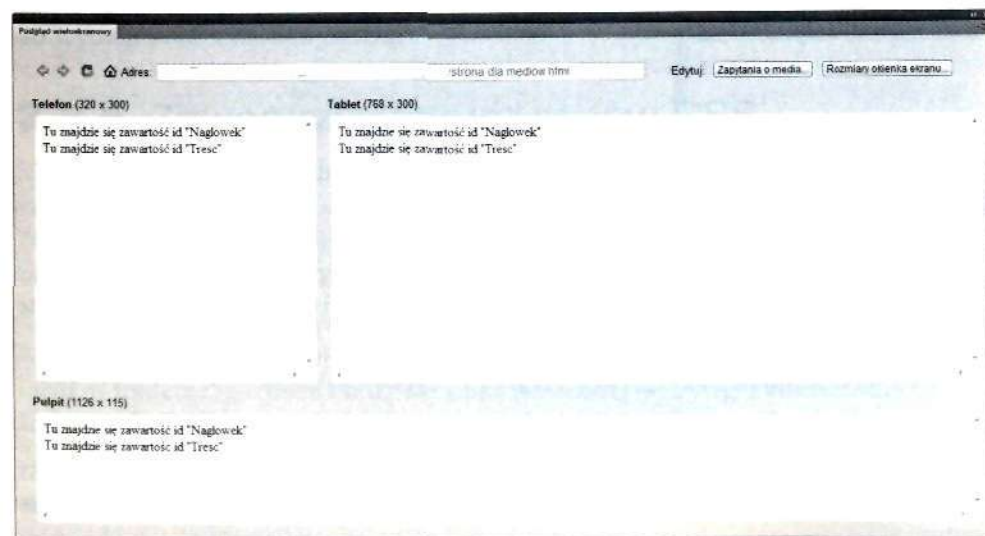 Podgląd wieloekranowy
Adres: strona dla mediow.html Edytuj: Zapytania o media... Rozmiary okienka ekranu...
Telefon (320 x 300)
Tu znajdzie się zawartość id "Naglowek"
Tu znajdzie się zawartość id "Tresc"
Tablet (768 x 300)
Tu znajdzie się zawartość id "Naglowek"
Tu znajdzie się zawartość id "Tresc"
Pulpit (1126 x 115)
Tu znajdzie się zawartość id "Naglowek"
Tu znajdzie się zawartość id "Tresc"